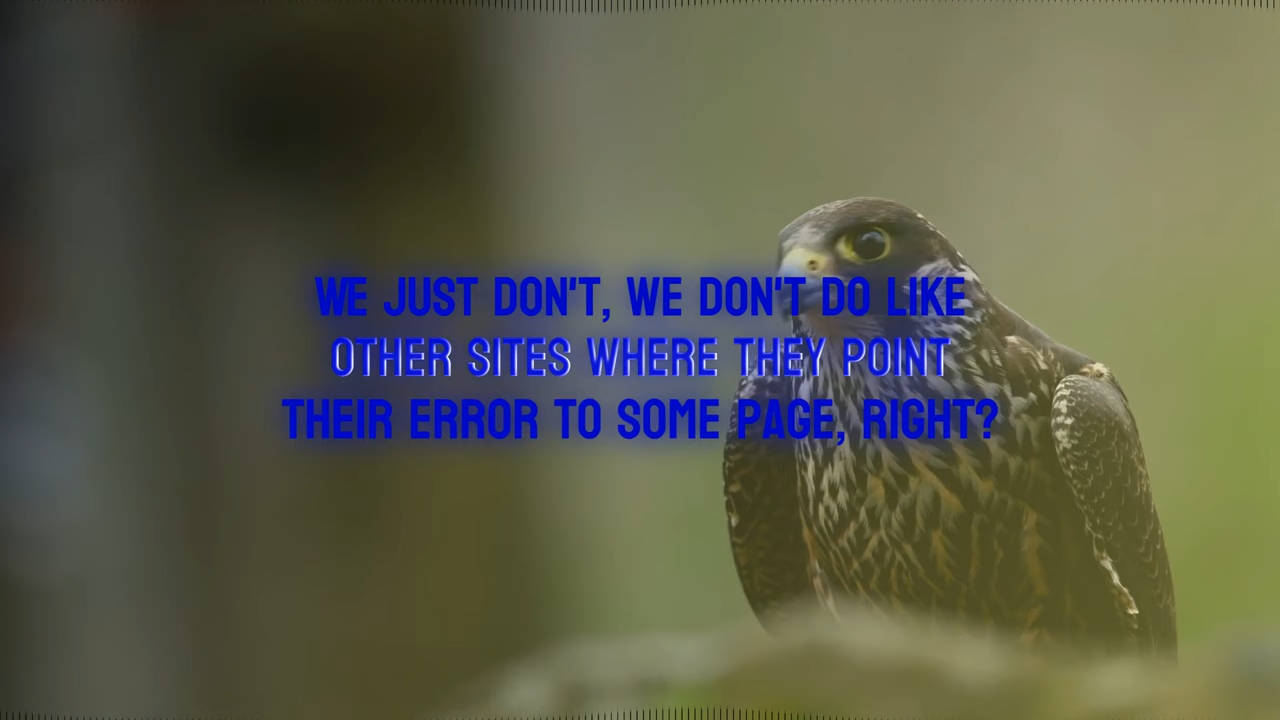 WE JUST DON'T, WE DON'T DO LIKE
OTHER SITES WHERE THEY POINT
THEIR ERROR TO SOME PAGE, RIGHT?